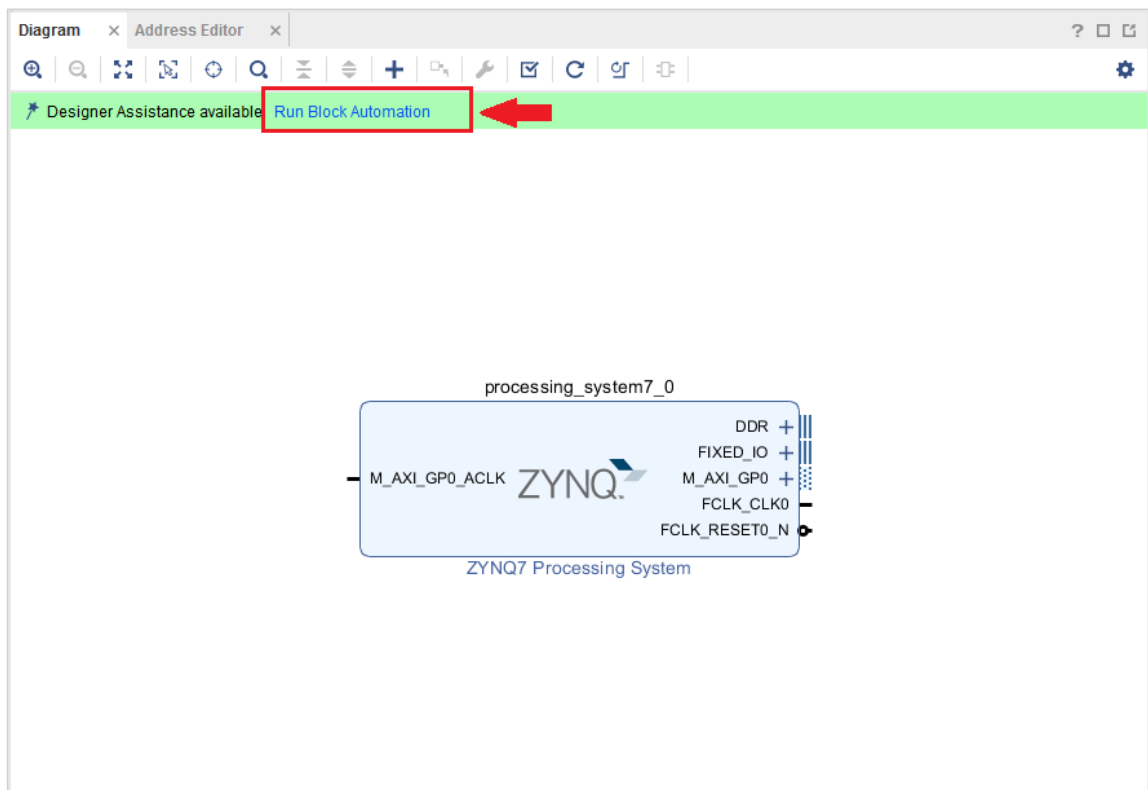 Diagram × Address Editor ×
Designer Assistance available Run Block Automation
processing_system7_0
DDR
FIXED_IO
M_AXI_GP0_ACLK ZYNQ M_AXI_GP0
FCLK_CLK0
FCLK_RESET0_N
ZYNQ7 Processing System